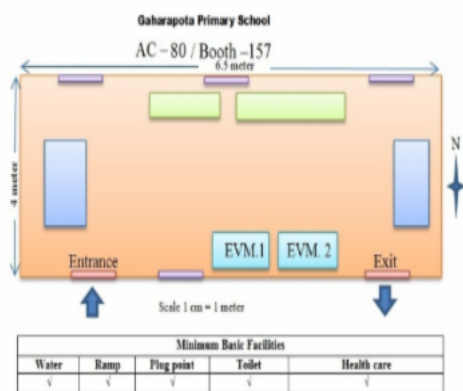 Gaharapota Primary School
AC – 80 / Booth –157
6.5 meter
4 meter
N
EVM.1 EVM. 2
Entrance Exit
Scale 1 cm = 1 meter
Minimum Basic Facilities
Water Ramp Plug point Toilet Health care
√ √ √ √ √